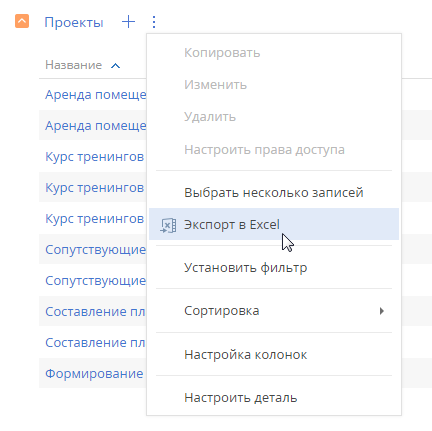 Проекты
Название
Аренда помеще
Аренда помеще
Курс тренингов
Курс тренингов
Курс тренингов
Сопутствующие
Сопутствующие
Составление пл
Составление пл
Формирование
Копировать
Изменить
Удалить
Настроить права доступа
Выбрать несколько записей
Экспорт в Excel
Установить фильтр
Сортировка
Настройка колонок
Настроить деталь